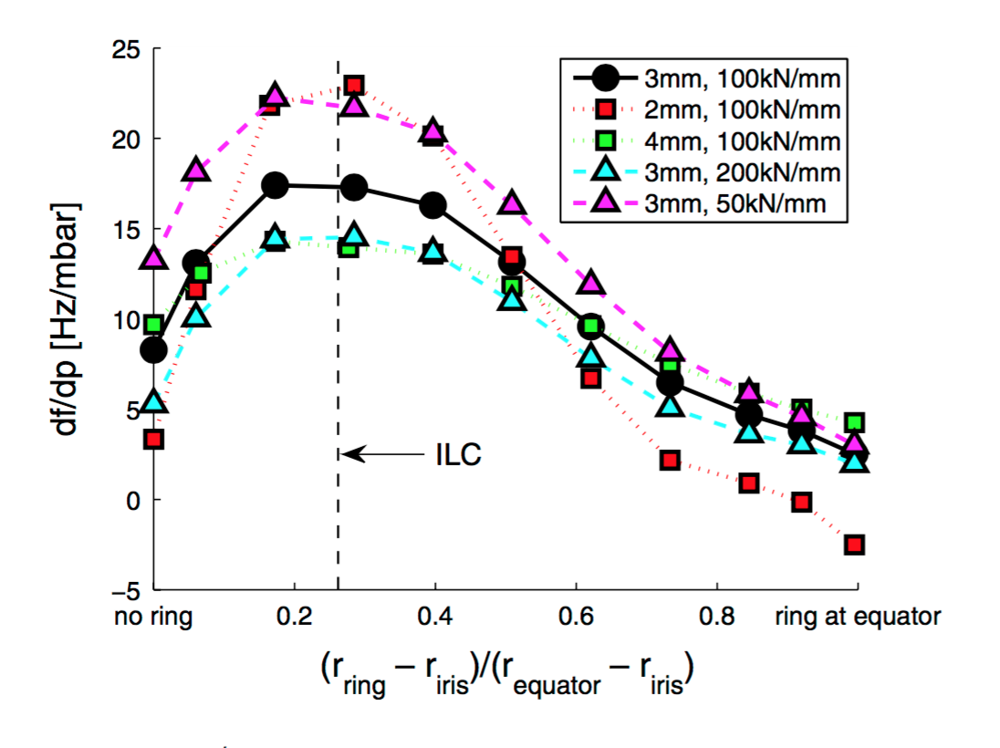 25
20
15
10
5
0
−5
df/dp [Hz/mbar]
3mm, 100kN/mm
2mm, 100kN/mm
4mm, 100kN/mm
3mm, 200kN/mm
3mm, 50kN/mm
ILC
no ring 0.2 0.4 0.6 0.8 ring at equator
(r_ring − r_iris)/(r_equator − r_iris)